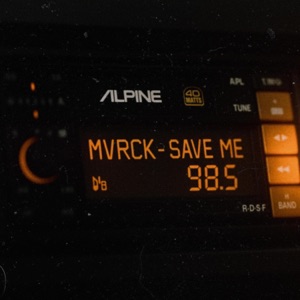 ALPINE
40
WATTS
APL
TUNE
MVRCK - SAVE ME
98.5
R·D·S·F
BAND